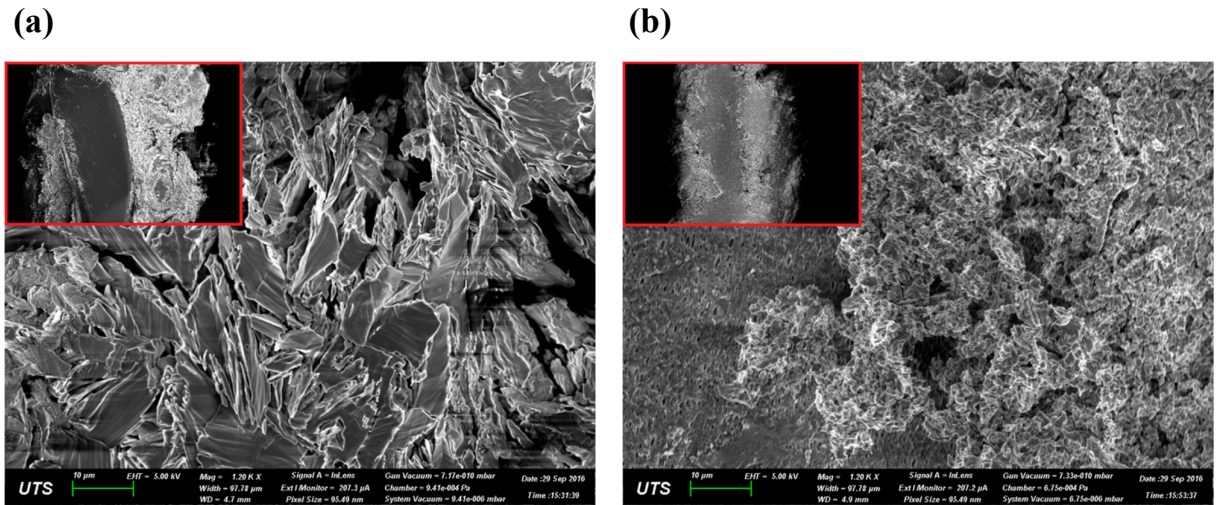 (a)
(b)
UTS
10 µm
EHT = 5.00 kV
Mag = 1.20 K X
Width = 97.78 µm
WD = 4.7 mm
Signal A = InLens
Ext I Monitor = 207.3 µA
Pixel Size = 95.49 nm
Gun Vacuum = 7.17e-010 mbar
Chamber = 9.41e-004 Pa
System Vacuum = 9.41e-006 mbar
Date :29 Sep 2016
Time :15:31:39
UTS
10 µm
EHT = 5.00 kV
Mag = 1.20 K X
Width = 97.78 µm
WD = 4.9 mm
Signal A = InLens
Ext I Monitor = 207.2 µA
Pixel Size = 95.49 nm
Gun Vacuum = 7.33e-010 mbar
Chamber = 6.75e-004 Pa
System Vacuum = 6.75e-006 mbar
Date :29 Sep 2016
Time :15:53:37